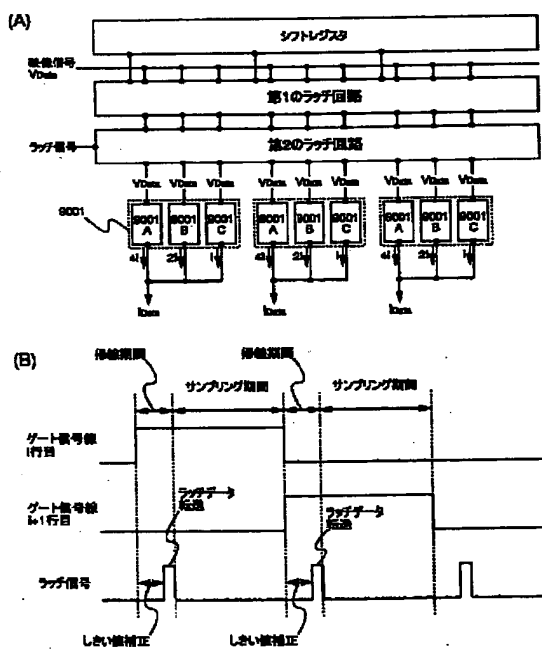 (A)
シフトレジスタ
映像信号
VData
第1のラッチ回路
ラッチ信号
第2のラッチ回路
VData VData VData VData VData VData VData VData VData
9001
9001 A 9001 B 9001 C 9001 A 9001 B 9001 C 9001 A 9001 B 9001 C
4I 2I I 4I 2I I 4I 2I I
IData IData IData
(B)
帰線期間 帰線期間
サンプリング期間 サンプリング期間
ゲート信号線
i行目
ラッチデータ
転送
ゲート信号線
i+1行目
ラッチデータ
転送
ラッチ信号
しきい値補正 しきい値補正